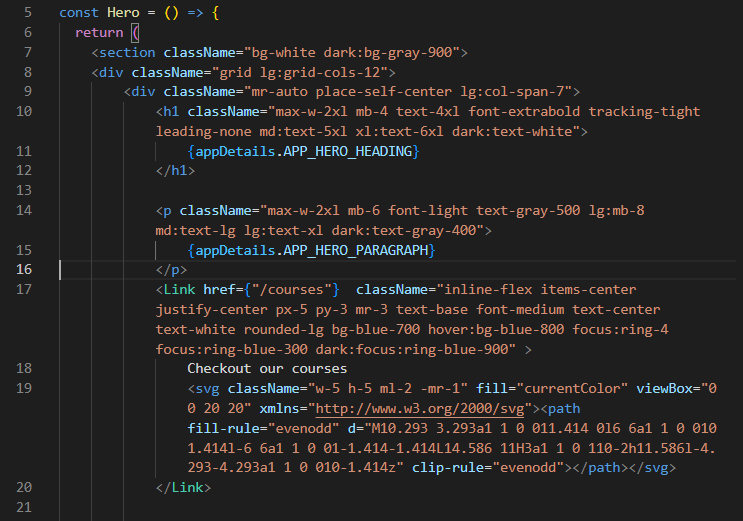 5 const Hero = () => {
6 return (
7 <section className="bg-white dark:bg-gray-900">
8 <div className="grid lg:grid-cols-12">
9 <div className="mr-auto place-self-center lg:col-span-7">
10 <h1 className="max-w-2xl mb-4 text-4xl font-extrabold tracking-tight
leading-none md:text-5xl xl:text-6xl dark:text-white">
11 {appDetails.APP_HERO_HEADING}
12 </h1>
13
14 <p className="max-w-2xl mb-6 font-light text-gray-500 lg:mb-8
md:text-lg lg:text-xl dark:text-gray-400">
15 {appDetails.APP_HERO_PARAGRAPH}
16 </p>
17 <Link href={"/courses"}  className="inline-flex items-center
justify-center px-5 py-3 mr-3 text-base font-medium text-center
text-white rounded-lg bg-blue-700 hover:bg-blue-800 focus:ring-4
focus:ring-blue-300 dark:focus:ring-blue-900" >
18 Checkout our courses
19 <svg className="w-5 h-5 ml-2 -mr-1" fill="currentColor" viewBox="0
0 20 20" xmlns="http://www.w3.org/2000/svg"><path
fill-rule="evenodd" d="M10.293 3.293a1 1 0 011.414 0l6 6a1 1 0 010
1.414l-6 6a1 1 0 01-1.414-1.414L14.586 11H3a1 1 0 110-2h11.586l-4.
293-4.293a1 1 0 010-1.414z" clip-rule="evenodd"></path></svg>
20 </Link>
21